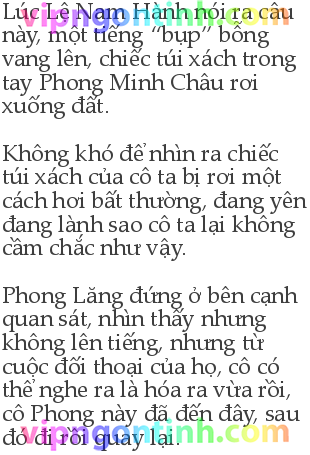 vipngontinh.com
Lúc Lê Nam Hành nói ra câu
này, một tiếng “bụp” bỗng
vang lên, chiếc túi xách trong
tay Phong Minh Châu rơi
xuống đất.
Không khó để nhìn ra chiếc
túi xách của cô ta bị rơi một
cách hơi bất thường, đang yên
đang lành sao cô ta lại không
cầm chắc như vậy.
Phong Lăng đứng ở bên cạnh
quan sát, nhìn thấy nhưng
không lên tiếng, nhưng từ
cuộc đối thoại của họ, cô có
thể nghe ra là hóa ra vừa rồi,
cô Phong này đã đến đây, sau
đó đi rồi quay lại.
vipngontinh.com